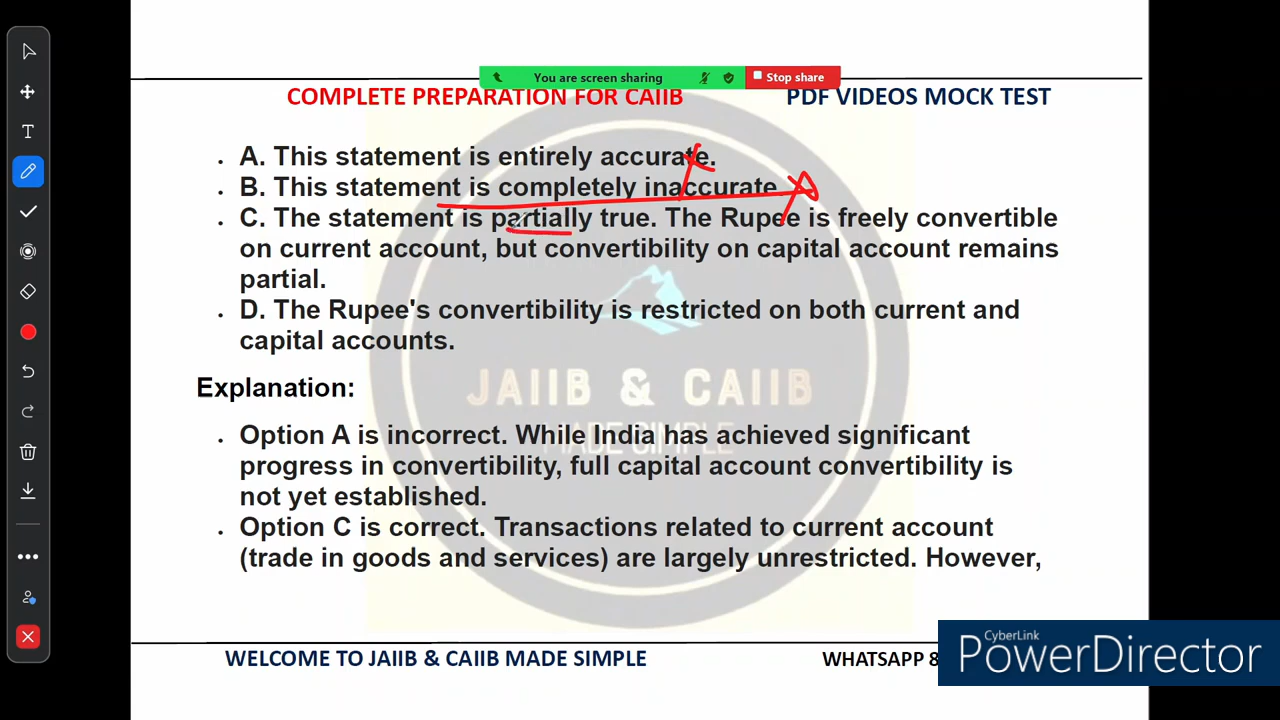 You are screen sharing
Stop share
COMPLETE PREPARATION FOR CAIIB PDF VIDEOS MOCK TEST
. A. This statement is entirely accurate.
. B. This statement is completely inaccurate.
. C. The statement is partially true. The Rupee is freely convertible
on current account, but convertibility on capital account remains
partial.
. D. The Rupee's convertibility is restricted on both current and
capital accounts.
JAIIB & CAIIB
MADE SIMPLE
Explanation:
. Option A is incorrect. While India has achieved significant
progress in convertibility, full capital account convertibility is
not yet established.
. Option C is correct. Transactions related to current account
(trade in goods and services) are largely unrestricted. However,
WELCOME TO JAIIB & CAIIB MADE SIMPLE WHATSAPP 8
CyberLink
PowerDirector